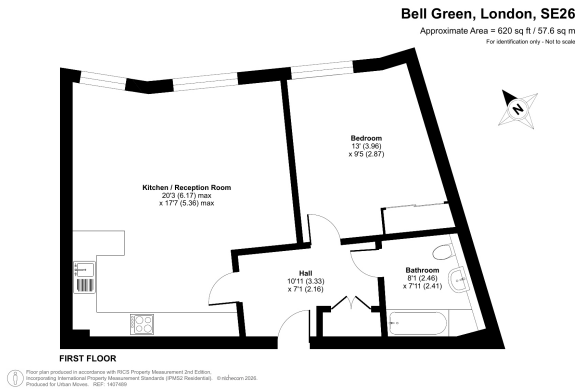 Bell Green, London, SE26
Approximate Area = 620 sq ft / 57.6 sq m
For identification only - Not to scale
N
Bedroom
13' (3.96)
x 9'5 (2.87)
Kitchen / Reception Room
20'3 (6.17) max
x 17'7 (5.36) max
Hall
10'11 (3.33)
x 7'1 (2.16)
Bathroom
8'1 (2.46)
x 7'11 (2.41)
FIRST FLOOR
Floor plan produced in accordance with RICS Property Measurement 2nd Edition,
Incorporating International Property Measurement Standards (IPMS2 Residential). © nichecom 2026.
Produced for Urban Moves. REF: 1407489